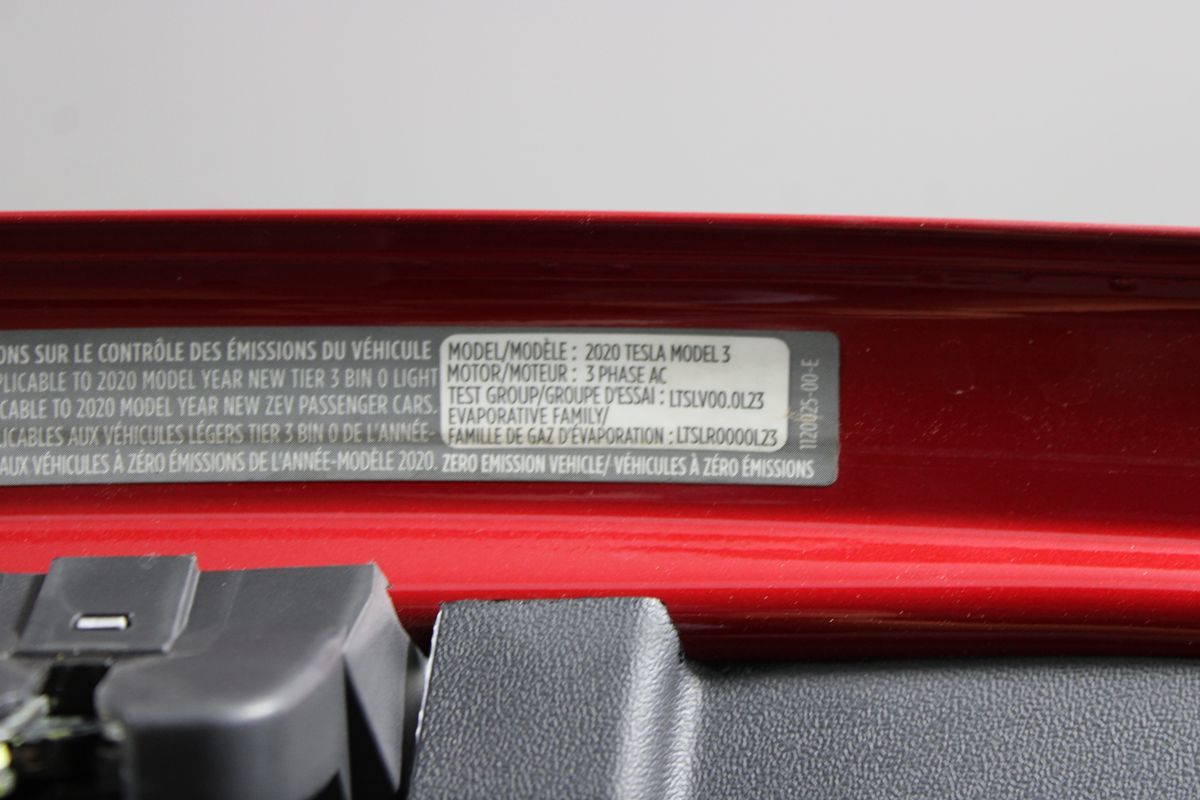 ONS SUR LE CONTRÔLE DES ÉMISSIONS DU VÉHICULE
PLICABLE TO 2020 MODEL YEAR NEW TIER 3 BIN 0 LIGHT
CABLE TO 2020 MODEL YEAR NEW ZEV PASSENGER CARS.
LICABLES AUX VÉHICULES LÉGERS TIER 3 BIN 0 DE L'ANNÉE-
AUX VÉHICULES À ZÉRO ÉMISSIONS DE L'ANNÉE-MODÈLE 2020.
MODEL/MODÈLE : 2020 TESLA MODEL 3
MOTOR/MOTEUR : 3 PHASE AC
TEST GROUP/GROUPE D'ESSAI : LTSLV00.0L23
EVAPORATIVE FAMILY/
FAMILLE DE GAZ D'ÉVAPORATION : LTSLR0000L23
ZERO EMISSION VEHICLE/ VÉHICULES À ZÉRO ÉMISSIONS
1120025-00-E